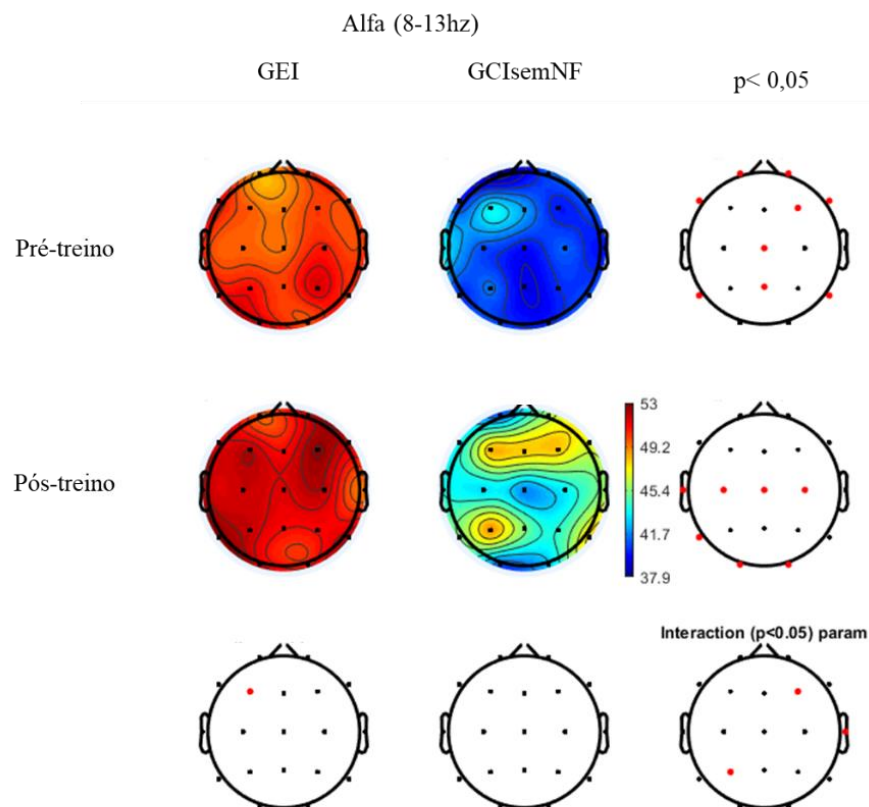 Alfa (8-13hz)
GEI
GCIsemNF
p< 0,05
Pré-treino
Pós-treino
53
49.2
45.4
41.7
37.9
Interaction (p<0.05) param